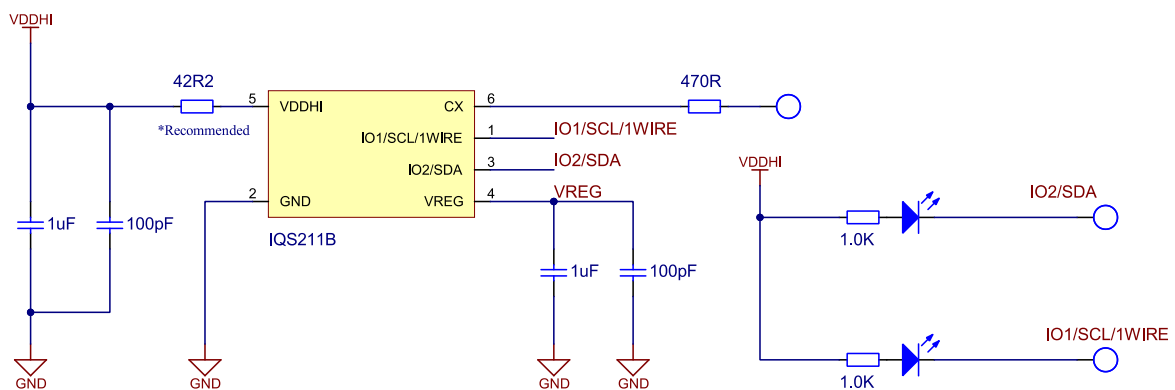 VDDHI
42R2
*Recommended
5
VDDHI
CX
6
470R
IO1/SCL/1WIRE
1
IO1/SCL/1WIRE
IO2/SDA
3
IO2/SDA
2
GND
VREG
4
VREG
IQS211B
1uF
100pF
1uF
100pF
GND
GND
GND
GND
VDDHI
1.0K
IO2/SDA
1.0K
IO1/SCL/1WIRE